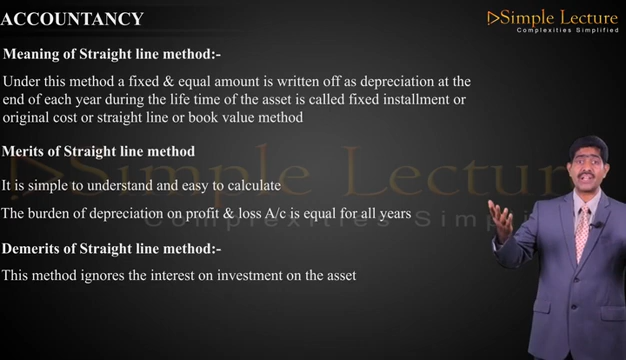 ACCOUNTANCY
Simple Lecture
Complexities Simplified
Meaning of Straight line method:-
Under this method a fixed & equal amount is written off as depreciation at the
end of each year during the life time of the asset is called fixed installment or
original cost or straight line or book value method
Merits of Straight line method
It is simple to understand and easy to calculate
The burden of depreciation on profit & loss A/c is equal for all years
Demerits of Straight line method:-
This method ignores the interest on investment on the asset
Simple Lecture
Complexities Simpl